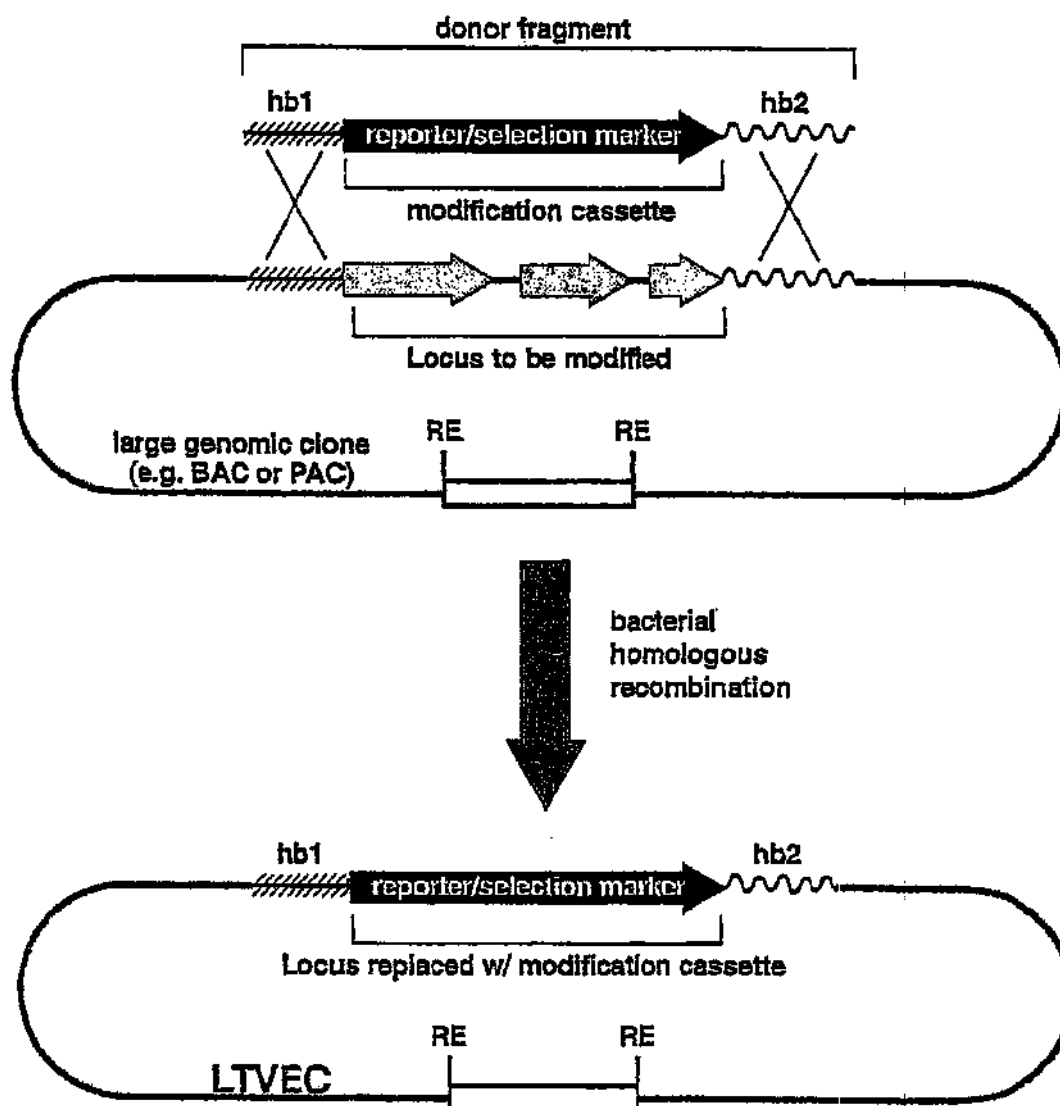 donor fragment
hb1
hb2
reporter/selection marker
modification cassette
Locus to be modified
RE
RE
large genomic clone
(e.g. BAC or PAC)
bacterial
homologous
recombination
hb1
hb2
reporter/selection marker
Locus replaced w/ modification cassette
RE
RE
LTVEC